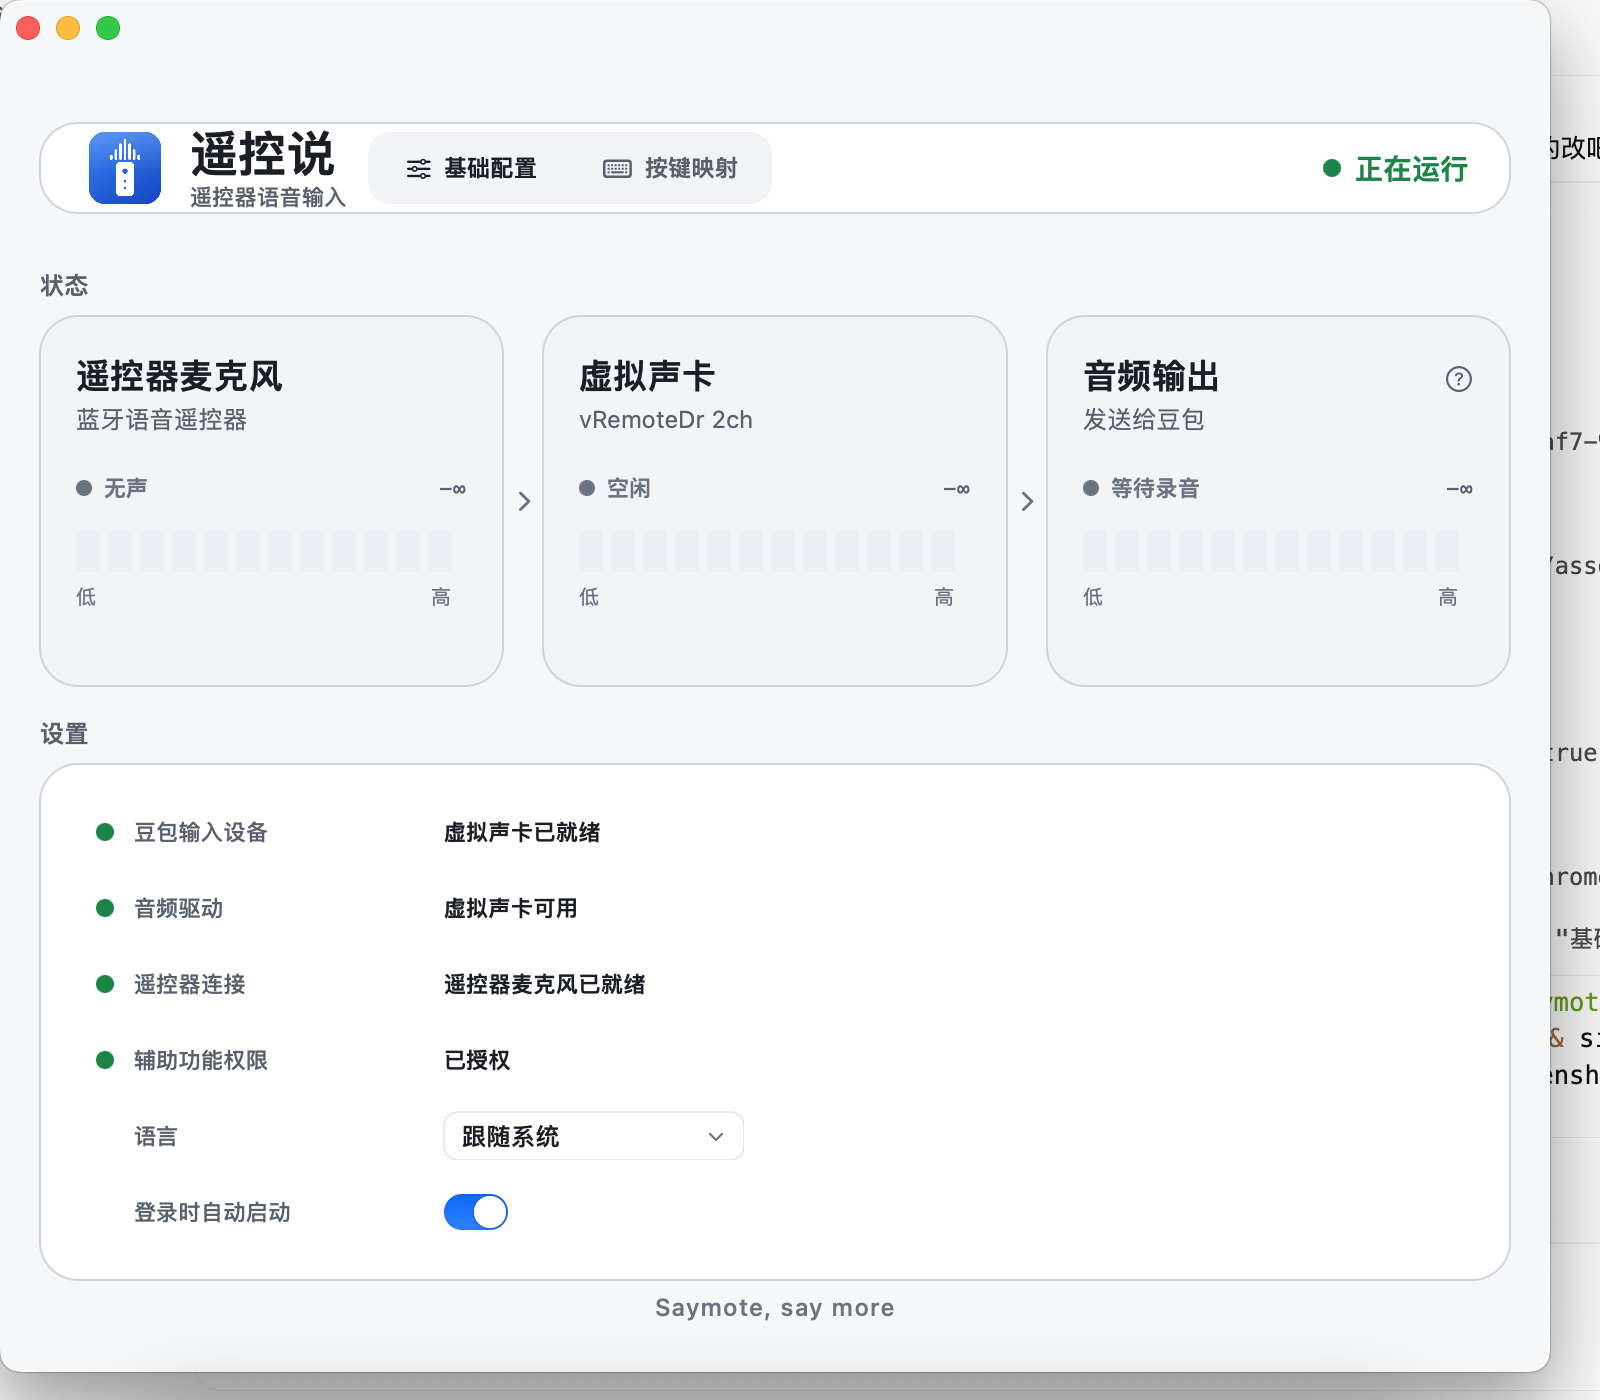 遥控说
遥控器语音输入
基础配置
按键映射
正在运行
状态
遥控器麦克风
蓝牙语音遥控器
无声
-∞
低
高
虚拟声卡
vRemoteDr 2ch
空闲
-∞
低
高
音频输出
?
发送给豆包
等待录音
-∞
低
高
设置
豆包输入设备
虚拟声卡已就绪
音频驱动
虚拟声卡可用
遥控器连接
遥控器麦克风已就绪
辅助功能权限
已授权
语言
跟随系统
登录时自动启动
Saymote, say more